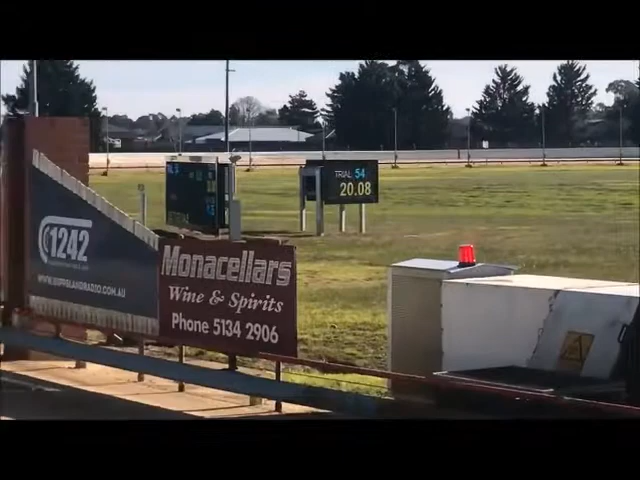 TRIAL 54
20.08
1242
GIPPSLANDRADIO.COM.AU
Monacellars
Wine & Spirits
Phone 5134 2906